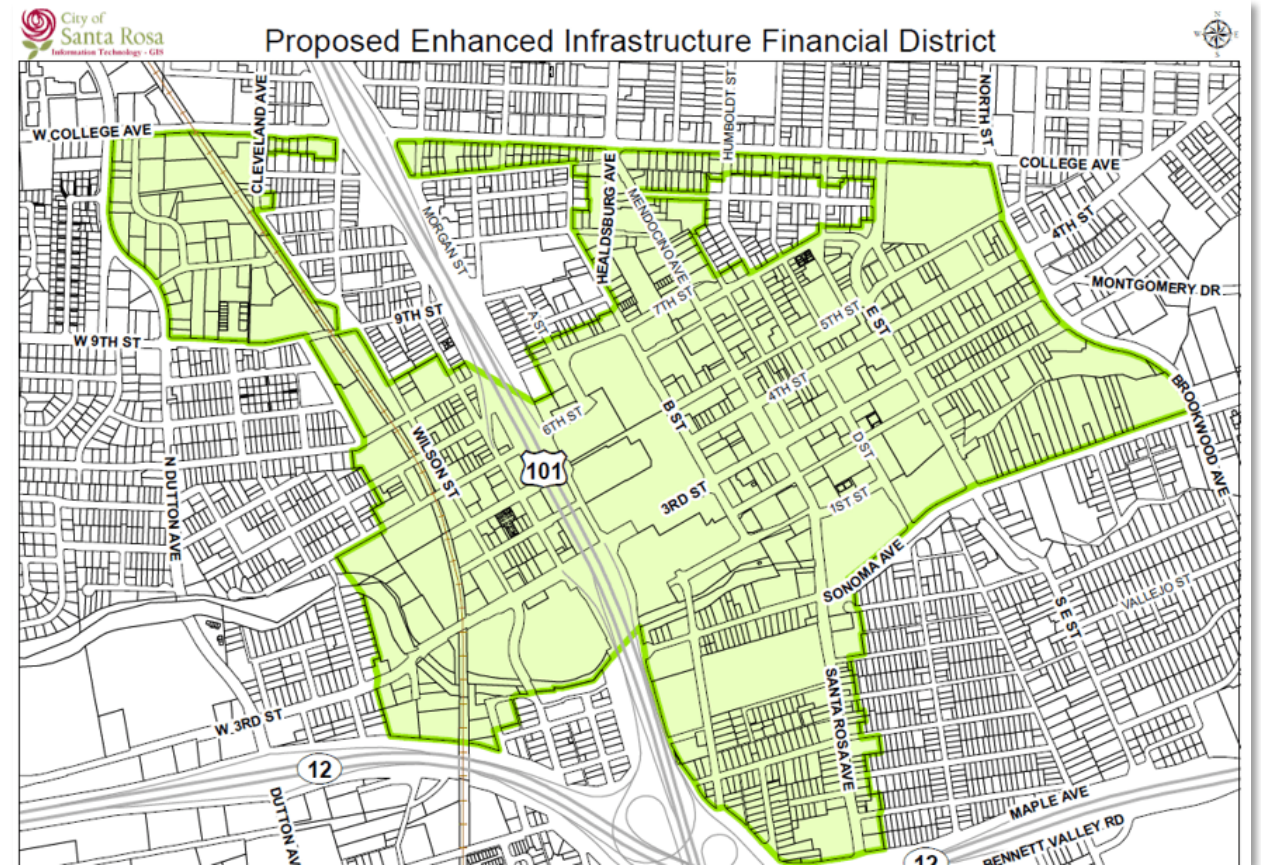 City of
Santa Rosa
Information Technology - GIS
Proposed Enhanced Infrastructure Financial District
N
W
E
S
W COLLEGE AVE
CLEVELAND AVE
HUMBOLDT ST
NORTH ST
COLLEGE AVE
4TH ST
MORGAN ST
HEALDSBURG AVE
MENDOCINO AVE
MONTGOMERY DR
7TH ST
9TH ST
A ST
5TH ST
E ST
W 9TH ST
4TH ST
BROOKWOOD AVE
6TH ST
B ST
WILSON ST
D ST
101
N DUTTON AVE
3RD ST
1ST ST
SONOMA AVE
S E ST
VALLEJO ST
SANTA ROSA AVE
W 3RD ST
12
DUTTON AV
MAPLE AVE
BENNETT VALLEY RD
12